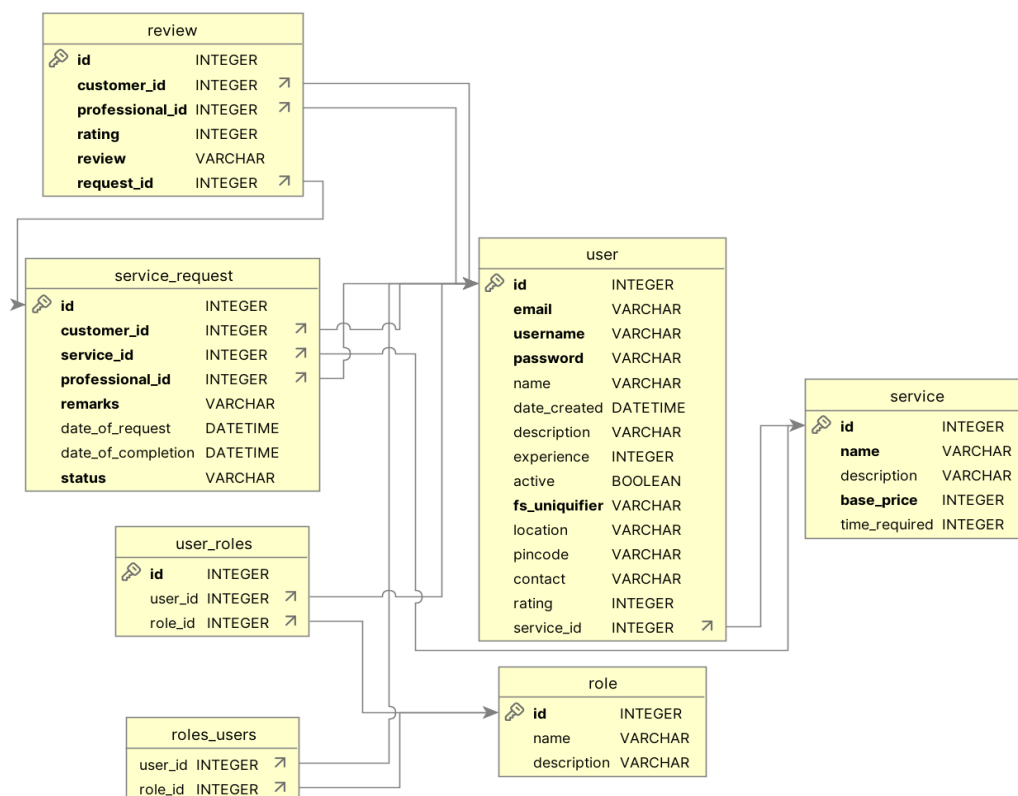 review
id INTEGER
customer_id INTEGER
professional_id INTEGER
rating INTEGER
review VARCHAR
request_id INTEGER
service_request
id INTEGER
customer_id INTEGER
service_id INTEGER
professional_id INTEGER
remarks VARCHAR
date_of_request DATETIME
date_of_completion DATETIME
status VARCHAR
user
id INTEGER
email VARCHAR
username VARCHAR
password VARCHAR
name VARCHAR
date_created DATETIME
description VARCHAR
experience INTEGER
active BOOLEAN
fs_uniquifier VARCHAR
location VARCHAR
pincode VARCHAR
contact VARCHAR
rating INTEGER
service_id INTEGER
service
id INTEGER
name VARCHAR
description VARCHAR
base_price INTEGER
time_required INTEGER
user_roles
id INTEGER
user_id INTEGER
role_id INTEGER
role
id INTEGER
name VARCHAR
description VARCHAR
roles_users
user_id INTEGER
role_id INTEGER